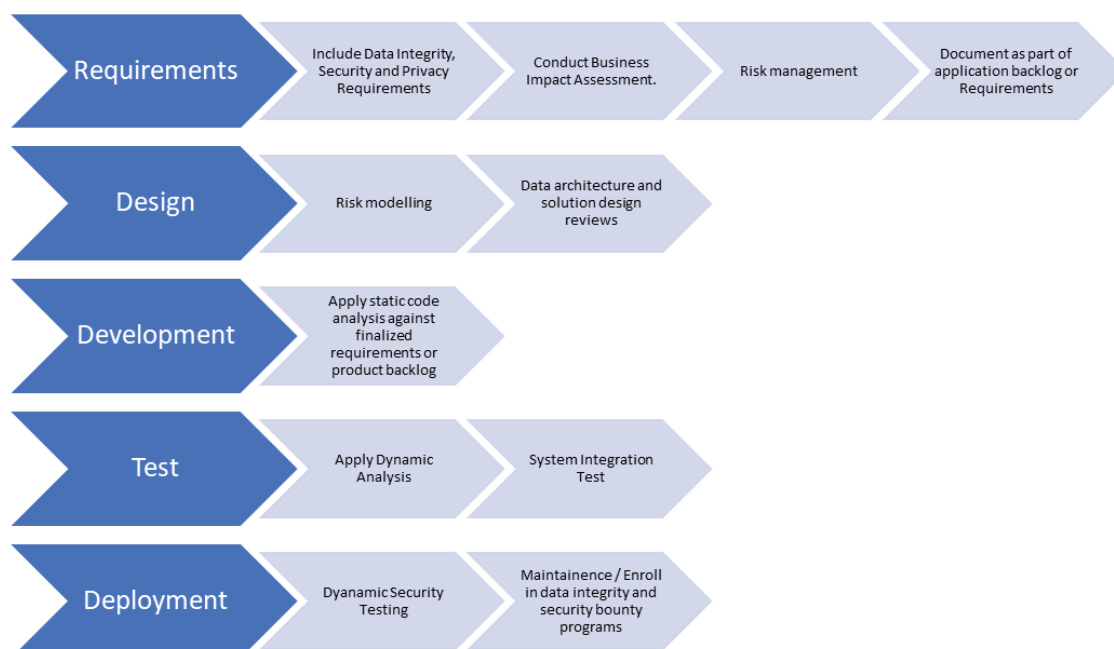 Requirements
Include Data Integrity,
Security and Privacy
Requirements
Conduct Business
Impact Assessment.
Risk management
Document as part of
application backlog or
Requirements
Design
Risk modelling
Data architecture and
solution design
reviews
Development
Apply static code
analysis against
finalized
requirements or
product backlog
Test
Apply Dynamic
Analysis
System Integration
Test
Deployment
Dyanamic Security
Testing
Maintainence / Enroll
in data integrity and
security bounty
programs